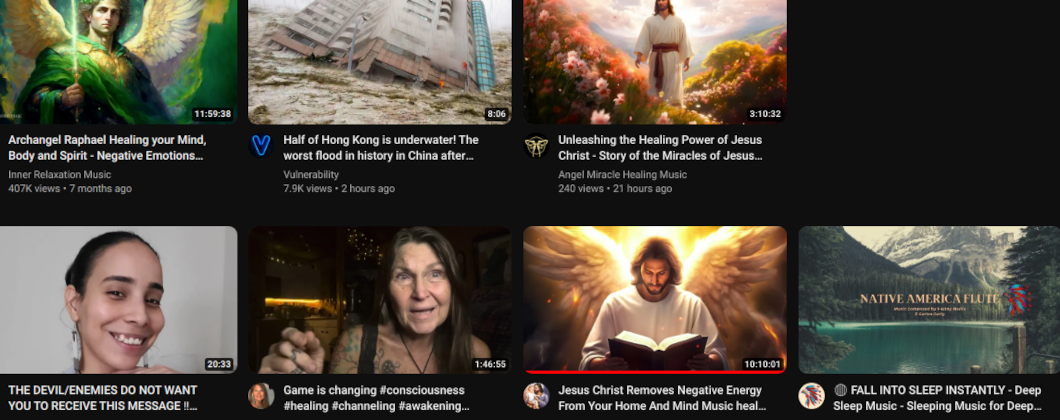 11:59:38
8:06
3:10:32
Archangel Raphael Healing your Mind,
Body and Spirit - Negative Emotions...
Inner Relaxation Music
407K views • 7 months ago
Half of Hong Kong is underwater! The
worst flood in history in China after...
Vulnerability
7.9K views • 2 hours ago
Unleashing the Healing Power of Jesus
Christ - Story of the Miracles of Jesus...
Angel Miracle Healing Music
240 views • 21 hours ago
20:33
1:46:55
10:10:01
NATIVE AMERICA FLUTE
THE DEVIL/ENEMIES DO NOT WANT
YOU TO RECEIVE THIS MESSAGE !!...
Game is changing #consciousness
#healing #channeling #awakening...
Jesus Christ Removes Negative Energy
From Your Home And Mind Music heal...
FALL INTO SLEEP INSTANTLY - Deep
Sleep Music - Sleeping Music for Deep...